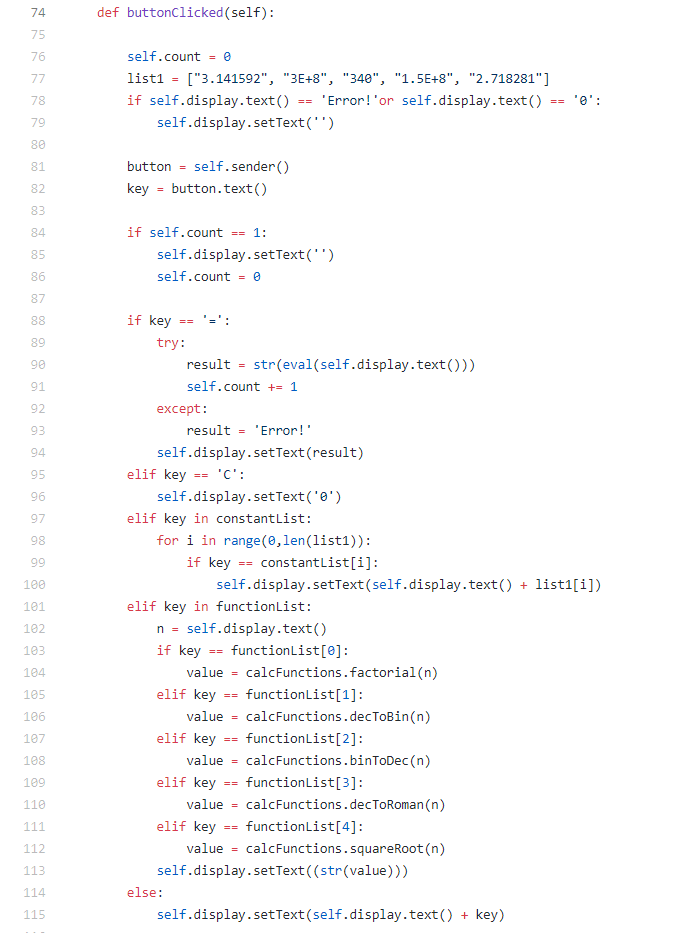 74 def buttonClicked(self):
75
76 self.count = 0
77 list1 = ["3.141592", "3E+8", "340", "1.5E+8", "2.718281"]
78 if self.display.text() == 'Error!'or self.display.text() == '0':
79 self.display.setText('')
80
81 button = self.sender()
82 key = button.text()
83
84 if self.count == 1:
85 self.display.setText('')
86 self.count = 0
87
88 if key == '=':
89 try:
90 result = str(eval(self.display.text()))
91 self.count += 1
92 except:
93 result = 'Error!'
94 self.display.setText(result)
95 elif key == 'C':
96 self.display.setText('0')
97 elif key in constantList:
98 for i in range(0,len(list1)):
99 if key == constantList[i]:
100 self.display.setText(self.display.text() + list1[i])
101 elif key in functionList:
102 n = self.display.text()
103 if key == functionList[0]:
104 value = calcFunctions.factorial(n)
105 elif key == functionList[1]:
106 value = calcFunctions.decToBin(n)
107 elif key == functionList[2]:
108 value = calcFunctions.binToDec(n)
109 elif key == functionList[3]:
110 value = calcFunctions.decToRoman(n)
111 elif key == functionList[4]:
112 value = calcFunctions.squareRoot(n)
113 self.display.setText((str(value)))
114 else:
115 self.display.setText(self.display.text() + key)